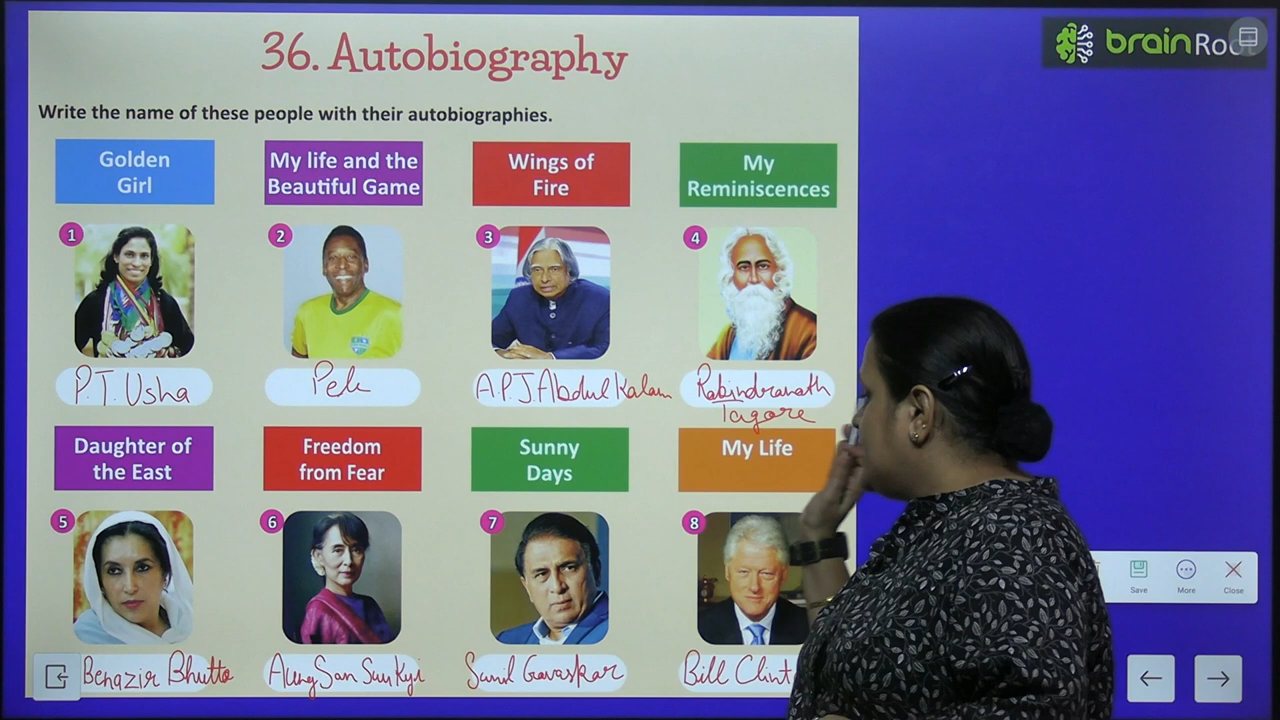 36. Autobiography
brain
Write the name of these people with their autobiographies.
Golden
Girl
My life and the
Beautiful Game
Wings of
Fire
My
Reminiscences
1
2
3
4
P.T. Usha
Pele
A.P.J. Abdul Kalam
Rabindranath
Tagore
Daughter of
the East
Freedom
from Fear
Sunny
Days
My Life
5
6
7
8
Benazir Bhutto
Aung San Suu Kyi
Sunil Gavaskar
Bill Clint
Save
More
Close